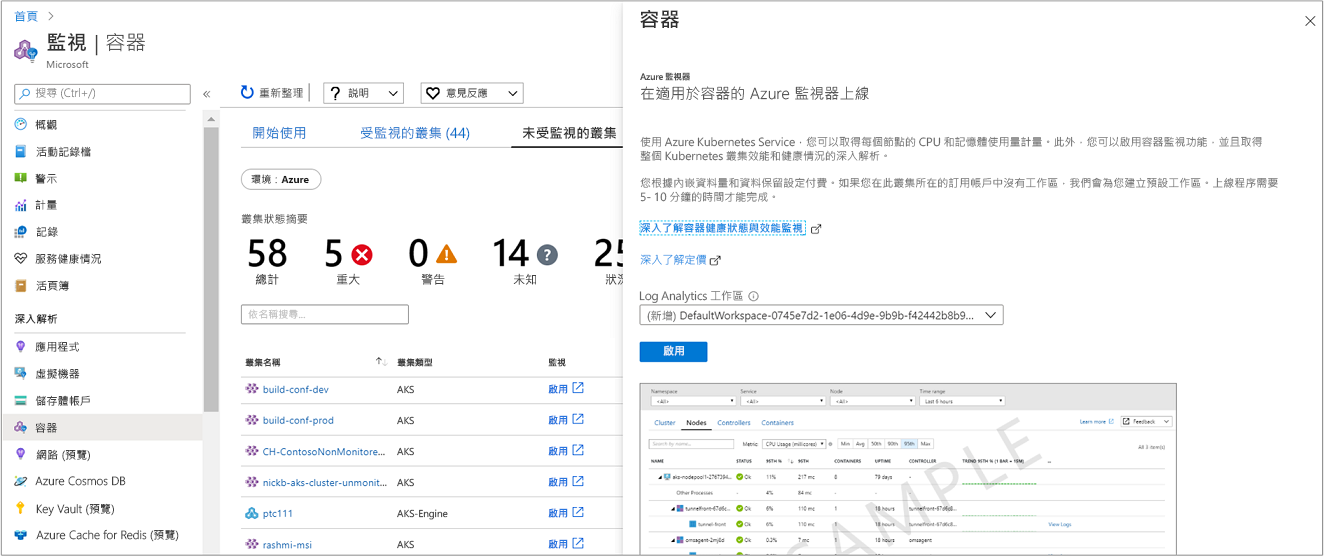 首頁
監視 | 容器
Microsoft
搜尋 (Ctrl+/)
概觀
活動記錄檔
警示
計量
記錄
服務健康情況
活頁簿
深入解析
應用程式
虛擬機器
儲存體帳戶
容器
網路 (預覽)
Azure Cosmos DB
Key Vault (預覽)
Azure Cache for Redis (預覽)
重新整理 說明 意見反應
開始使用 受監視的叢集 (44) 未受監視的叢集
環境：Azure
叢集狀態摘要
58 5 0 14 25
總計 重大 警告 未知 狀況
依名稱搜尋...
叢集名稱 叢集類型 監視
build-conf-dev AKS 啟用
build-conf-prod AKS 啟用
CH-ContosoNonMonitore... AKS 啟用
nickb-aks-cluster-unmonit... AKS 啟用
ptc111 AKS-Engine 啟用
rashmi-msi AKS 啟用
容器
Azure 監視器
在適用於容器的 Azure 監視器上線
使用 Azure Kubernetes Service，您可以取得每個節點的 CPU 和記憶體使用量計量。此外，您可以啟用容器監視功能，並且取得
整個 Kubernetes 叢集效能和健康情況的深入解析。
您根據內嵌資料量和資料保留設定付費。如果您在此叢集所在的訂用帳戶中沒有工作區，我們會為您建立預設工作區。上線程序需要
5- 10 分鐘的時間才能完成。
深入了解容器健康狀態與效能監視
深入了解定價
Log Analytics 工作區
(新增) DefaultWorkspace-0745e7d2-1e06-4d9e-9b9b-f42442b8b9...
啟用
Namespace Service Node Time range
<All> <All> <All> Last 6 hours
Cluster Nodes Controllers Containers Learn more Feedback
Search by name... Metric CPU Usage (millicores) Min Avg 50th 90th 95th Max All 3 item(s)
NAME STATUS 95TH % 95TH CONTAINERS UPTIME CONTROLLER TREND 95TH % (1 BAR = 15M)
aks-nodepool1-2767394... Ok 11% 217 mc 8 79 days -
Other Processes - 4% 84 mc - - -
tunnelfront-67d6c8... Ok 6% 110 mc 1 18 hours tunnelfront-67d6d8...
tunnel-front Ok 6% 110 mc 1 18 hours tunnelfront-67d6d8... View Logs
omsagent-2mj8d Ok 0.3% 7 mc 1 18 hours omsagent
SAMPLE